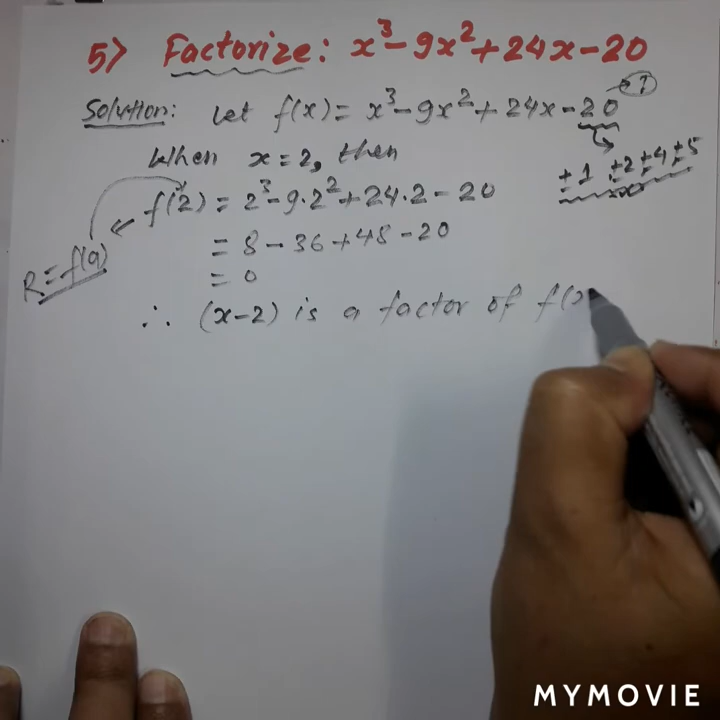 5) Factorize: x³-9x²+24x-20
Solution: Let f(x)= x³-9x²+24x-20 → ?
When x=2, then
±1 ±2 ±4 ±5
f(2) = 2³-9·2²+24·2-20
= 8-36+48-20
R=f(a)
= 0
∴ (x-2) is a factor of f(x
MYMOVIE